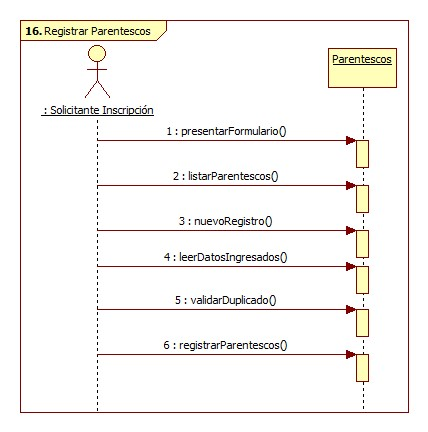 16. Registrar Parentescos
: Solicitante Inscripción
Parentescos
1 : presentarFormulario()
2 : listarParentescos()
3 : nuevoRegistro()
4 : leerDatosIngresados()
5 : validarDuplicado()
6 : registrarParentescos()